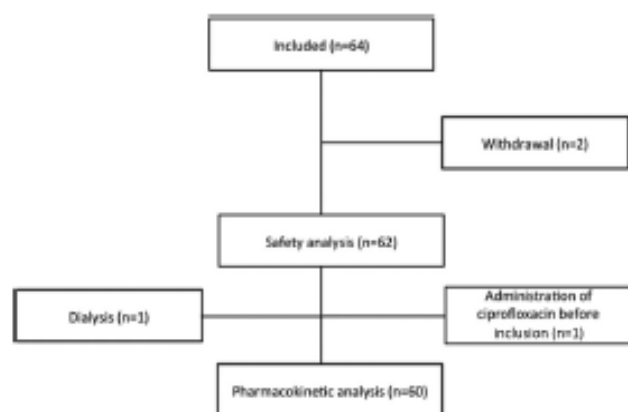 Included (n=64)
Withdrawal (n=2)
Safety analysis (n=62)
Dialysis (n=1)
Administration of
ciprofloxacin before
inclusion (n=1)
Pharmacokinetic analysis (n=60)